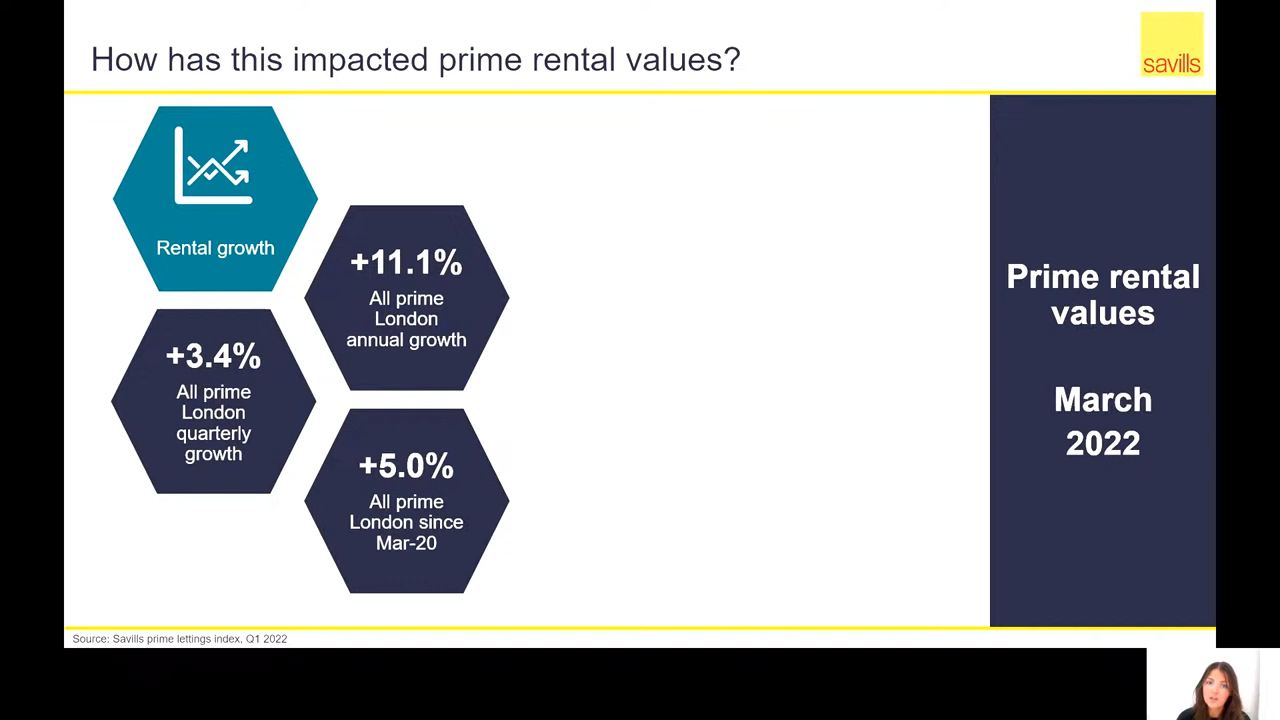 How has this impacted prime rental values?
savills
Rental growth
+11.1%
All prime
London
annual growth
+3.4%
All prime
London
quarterly
growth
+5.0%
All prime
London since
Mar-20
Prime rental
values
March
2022
Source: Savills prime lettings index, Q1 2022